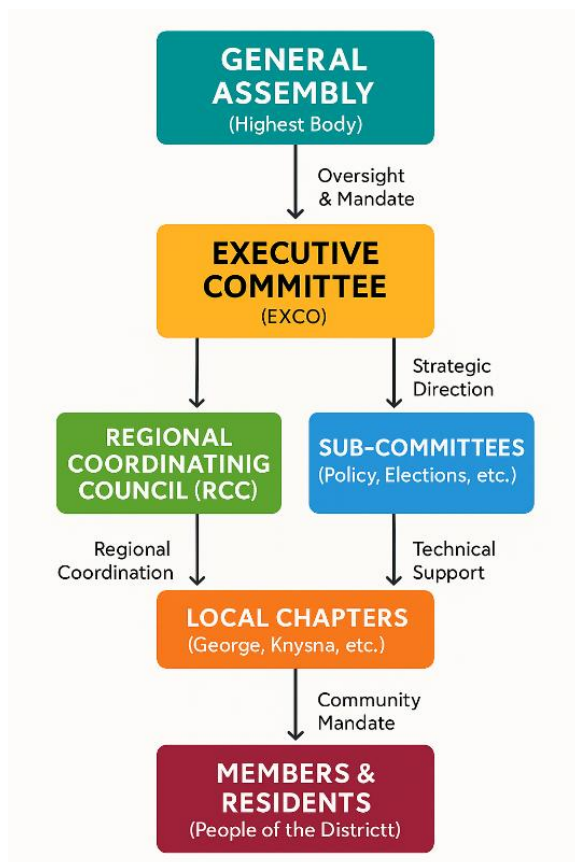 GENERAL
ASSEMBLY
(Highest Body)
Oversight
& Mandate
EXECUTIVE
COMMITTEE
(EXCO)
Strategic
Direction
REGIONAL
COORDINATINIG
COUNCIL (RCC)
SUB-COMMITTEES
(Policy, Elections, etc.)
Regional
Coordination
Technical
Support
LOCAL CHAPTERS
(George, Knysna, etc.)
Community
Mandate
MEMBERS &
RESIDENTS
(People of the Districtt)